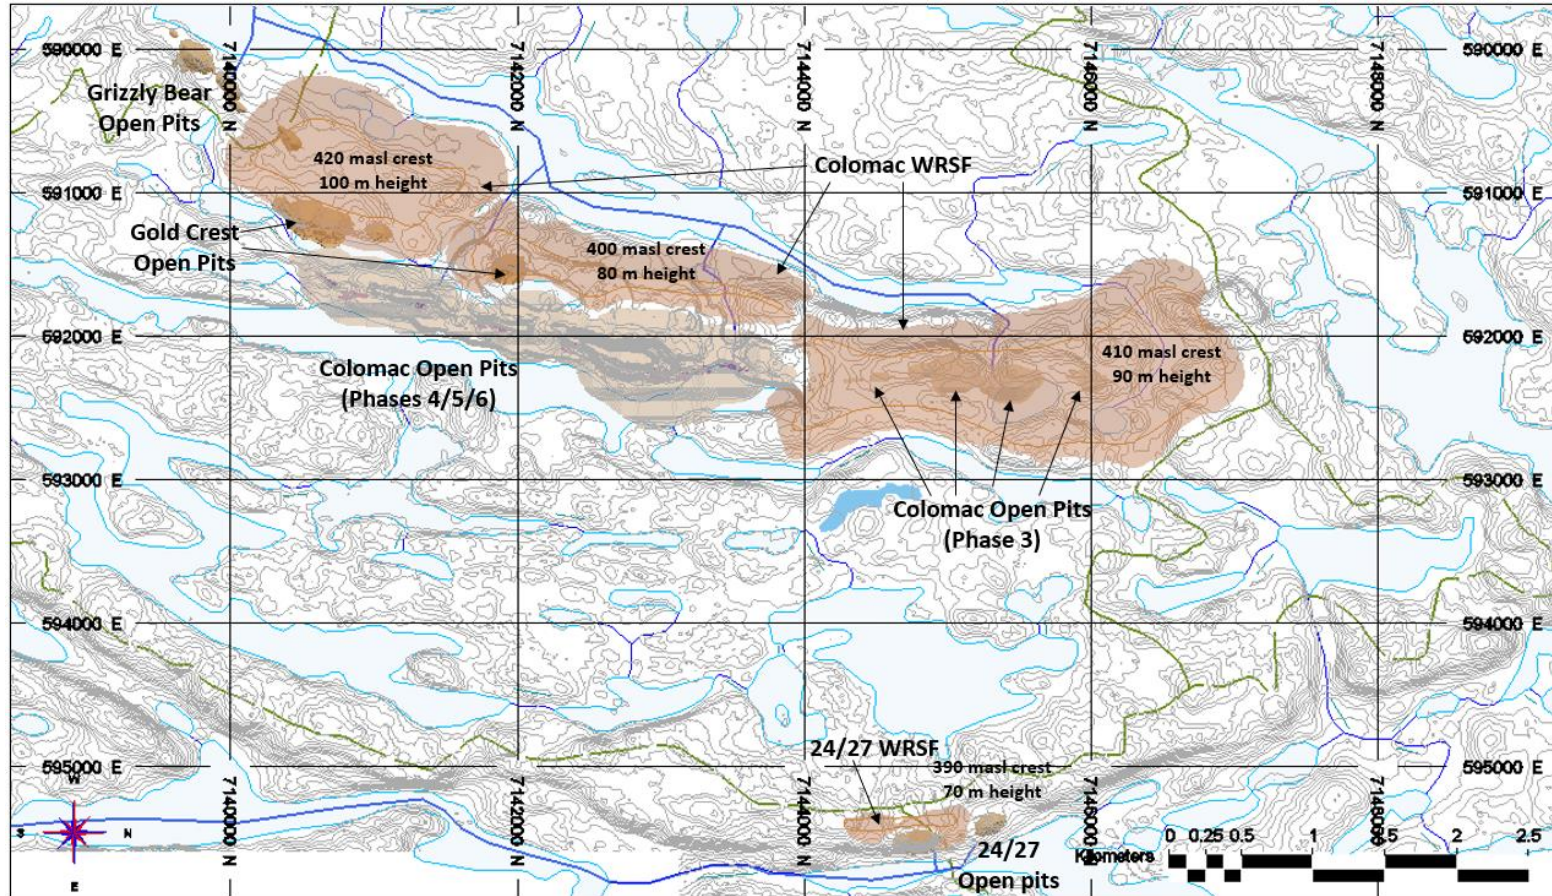 590000 E
7140000 N
7142000 N
7144000 N
7146000 N
7148000 N
590000 E
Grizzly Bear
Open Pits
420 masl crest
100 m height
Colomac WRSF
591000 E
591000 E
Gold Crest
Open Pits
400 masl crest
80 m height
592000 E
592000 E
Colomac Open Pits
(Phases 4/5/6)
410 masl crest
90 m height
593000 E
593000 E
Colomac Open Pits
(Phase 3)
594000 E
594000 E
24/27 WRSF
595000 E
390 masl crest
70 m height
595000 E
W
S
N
E
7140000 N
7142000 N
7144000 N
7146000 N
7148000 N
24/27
Open pits
0 0.25 0.5 1 1.5 2 2.5
Kilometers